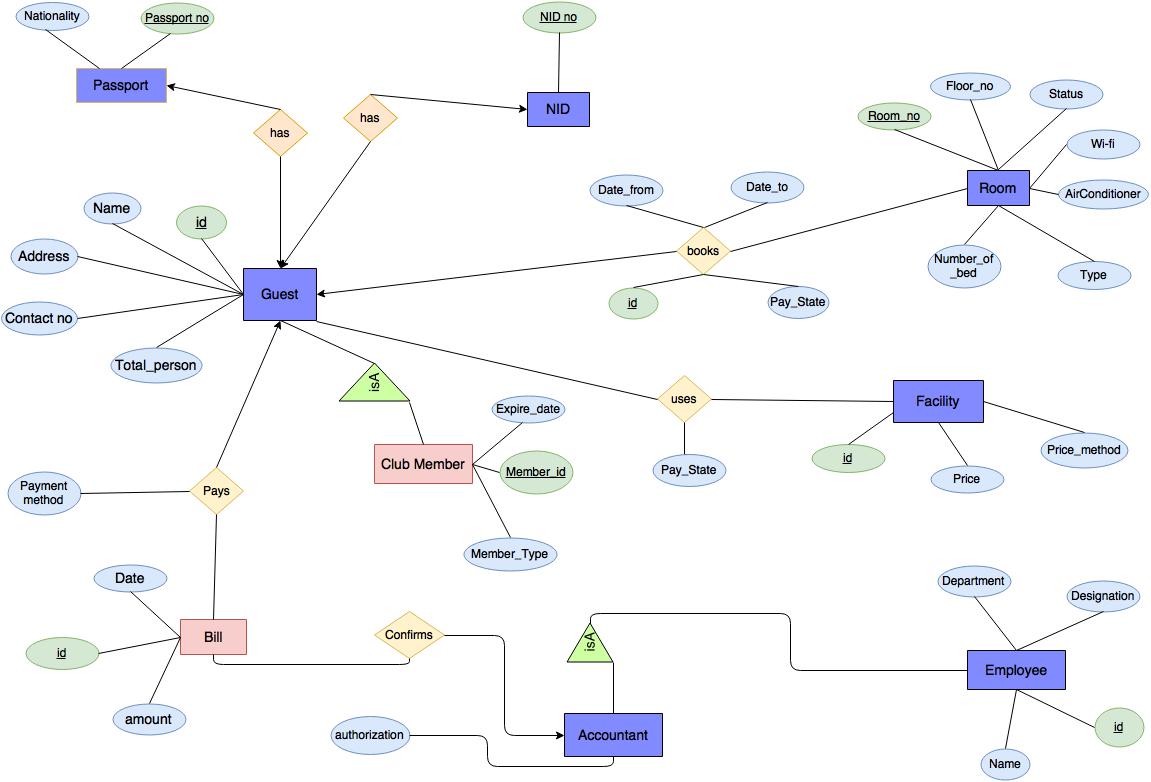 Nationality
Passport no
NID no
Passport
NID
has
has
Floor_no
Status
Room_no
Wi-fi
Room
AirConditioner
Number_of
_bed
Type
Date_from
Date_to
books
id
Pay_State
Name
id
Address
Guest
Contact no
Total_person
isA
Expire_date
Club Member
Member_id
Member_Type
uses
Pay_State
Facility
id
Price
Price_method
Payment
method
Pays
Date
Bill
id
amount
Confirms
isA
authorization
Accountant
Department
Designation
Employee
id
Name